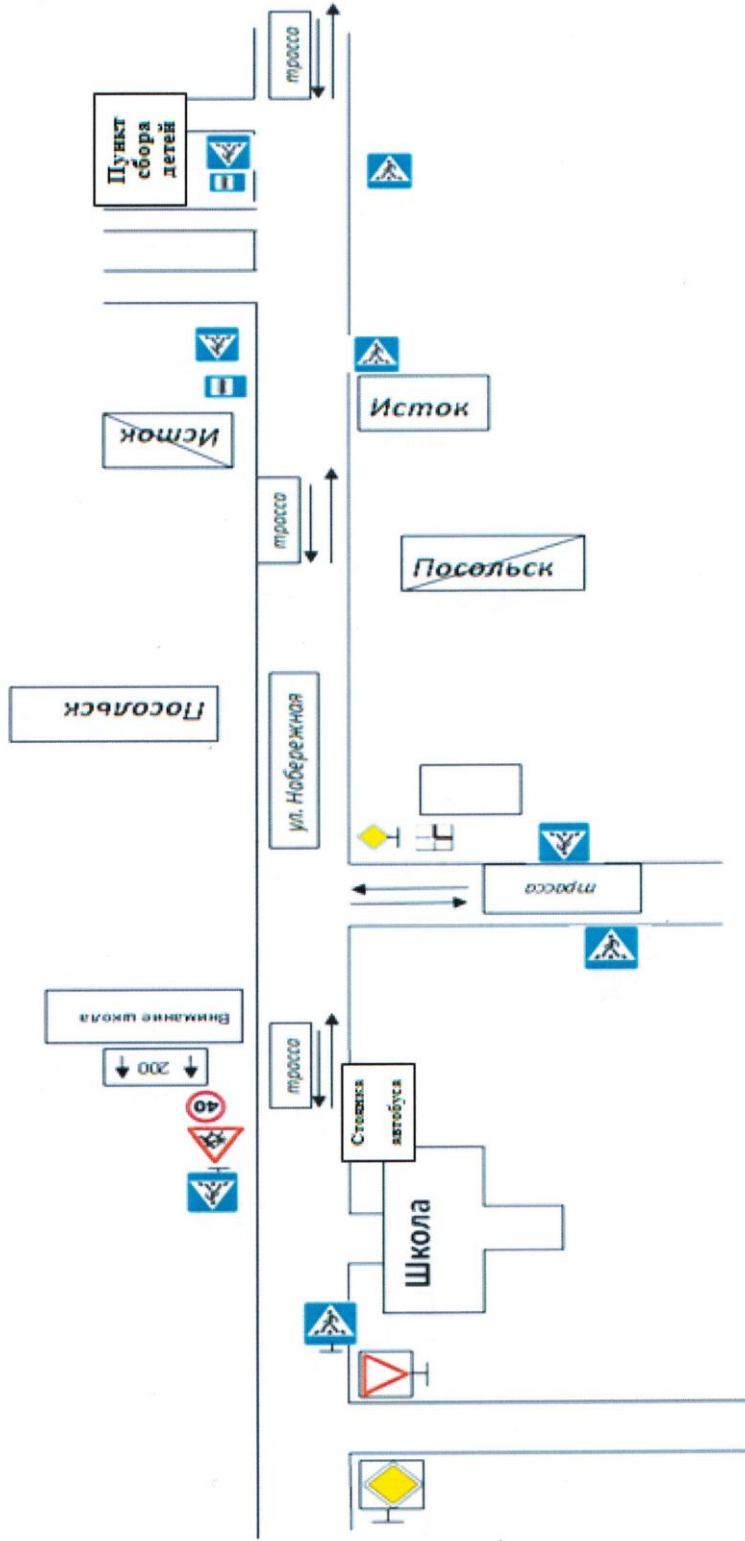 Пункт
сбора
детей
трасса
Исток
Исток
трасса
Посольск
Посольск
ул. Набережная
трасса
Внимание школа
200
40
трасса
Стоянка
автобуса
Школа